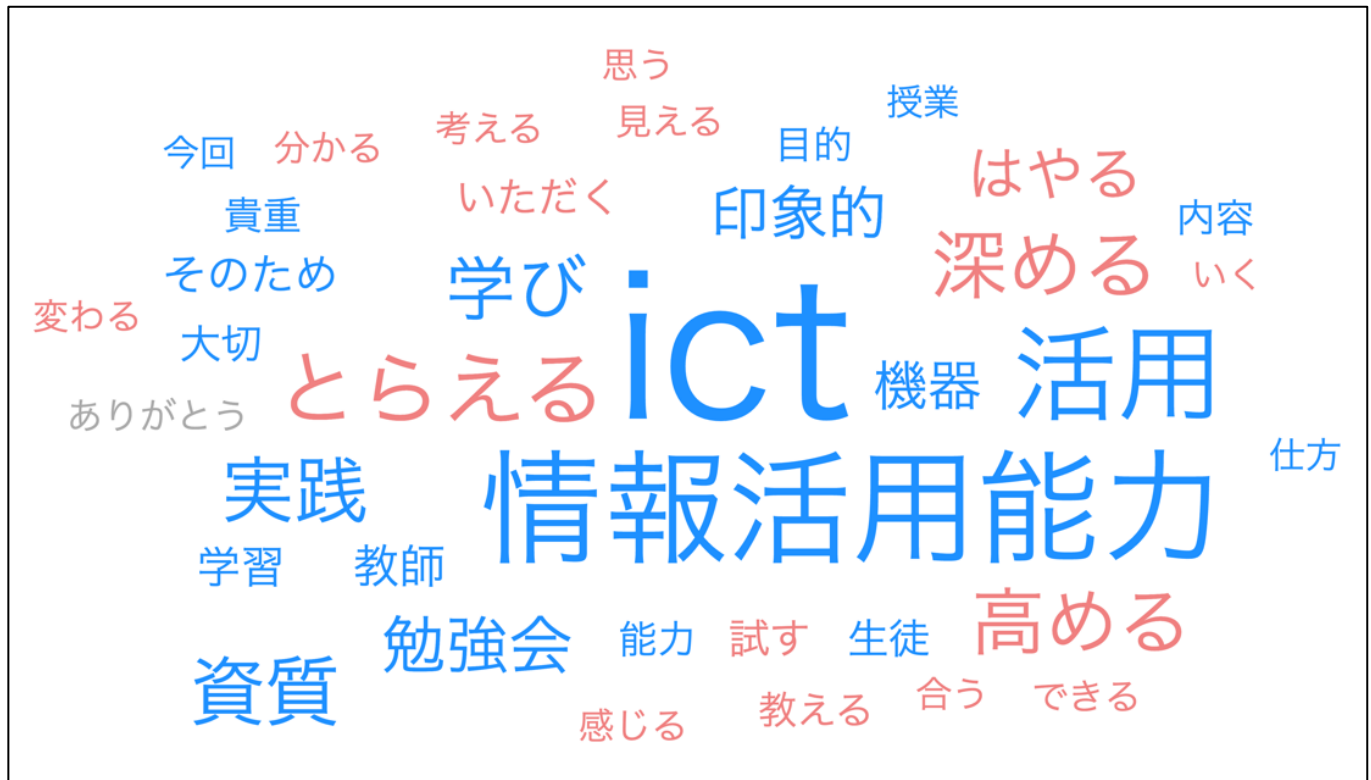 思う
授業
考える
見える
目的
今回
分かる
はやる
いただく
印象的
貴重
内容
そのため
学び
深める
いく
変わる
大切
ict
とらえる
機器
活用
ありがとう
仕方
実践
情報活用能力
学習
教師
高める
勉強会
能力
試す
生徒
資質
感じる
教える
合う
できる